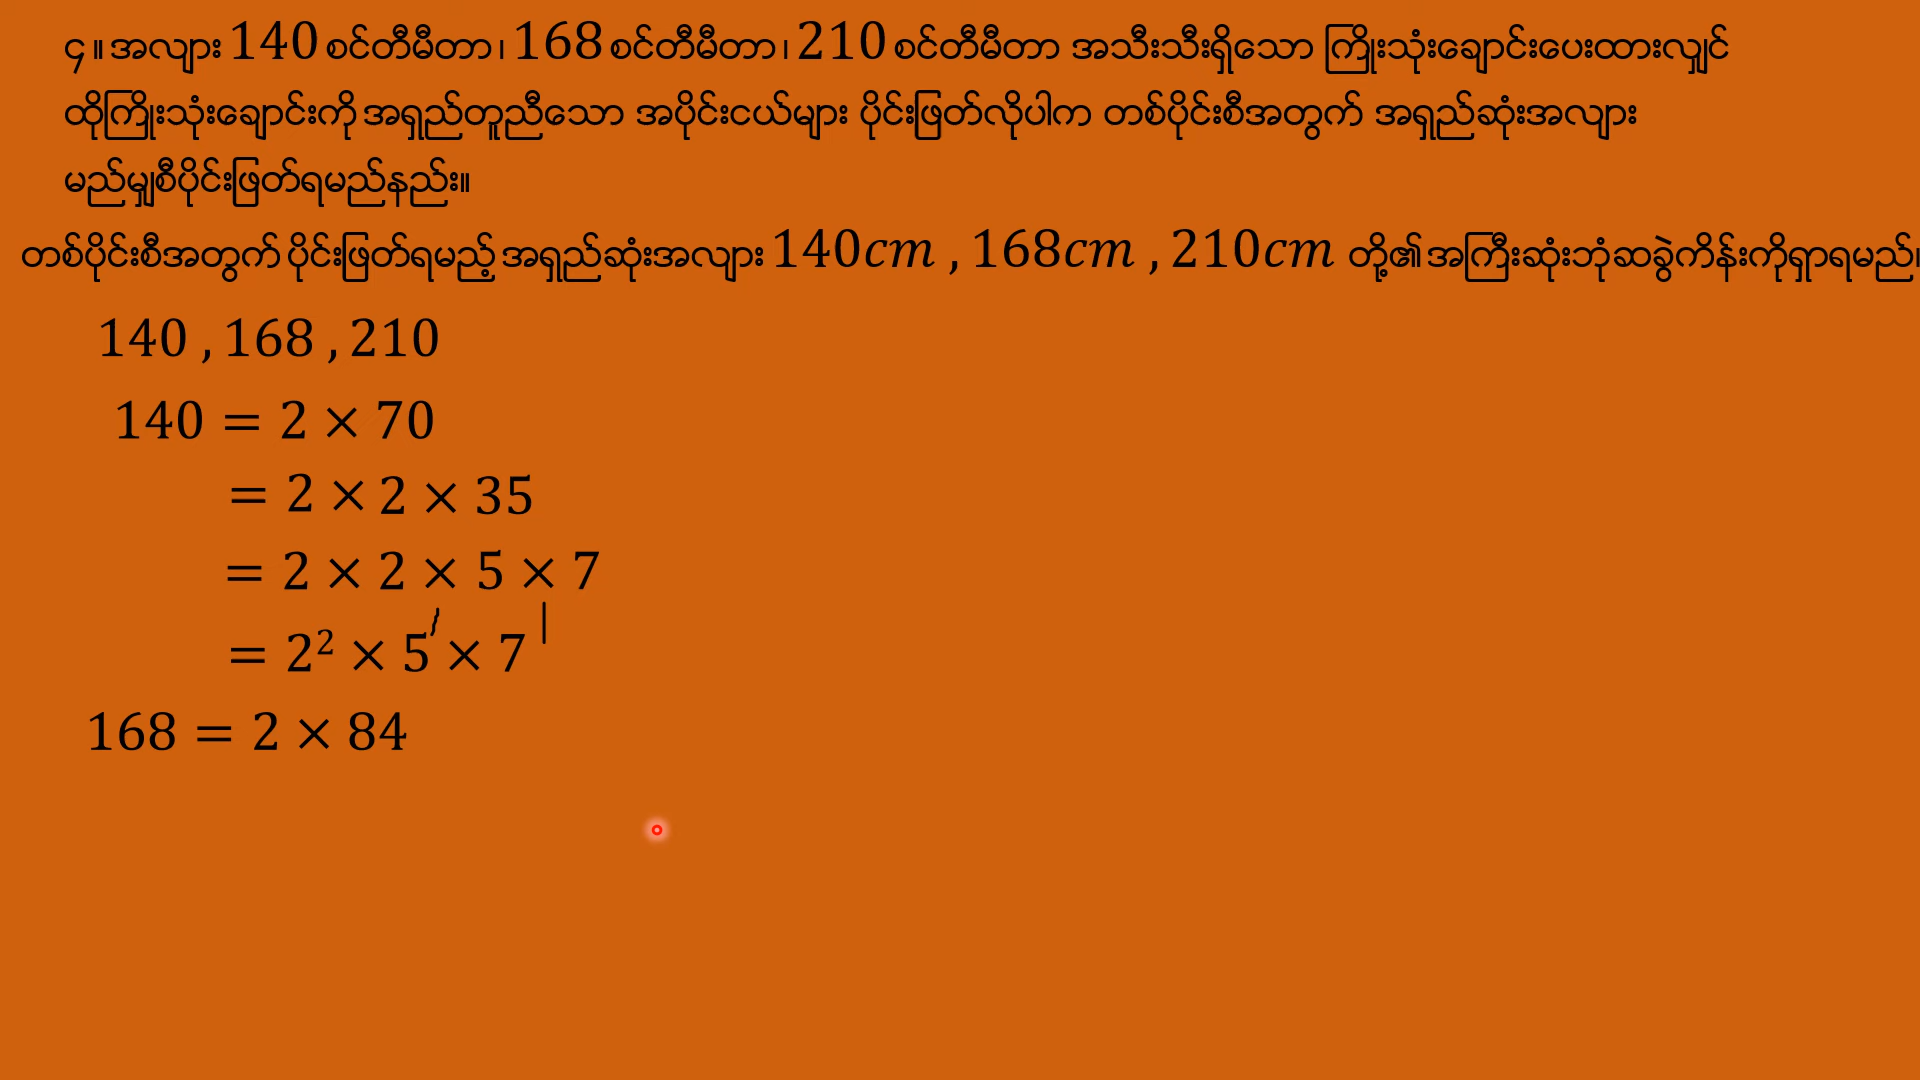 ၄။ အလျား 140 စင်တီမီတာ၊ 168 စင်တီမီတာ၊ 210 စင်တီမီတာ အသီးသီးရှိသော ကြိုးသုံးချောင်းပေးထားလျှင်
ထိုကြိုးသုံးချောင်းကို အရှည်တူညီသော အပိုင်းငယ်များ ပိုင်းဖြတ်လိုပါက တစ်ပိုင်းစီအတွက် အရှည်ဆုံးအလျား
မည်မျှစီပိုင်းဖြတ်ရမည်နည်း။
တစ်ပိုင်းစီအတွက် ပိုင်းဖြတ်ရမည့် အရှည်ဆုံးအလျား 140cm , 168cm , 210cm တို့၏ အကြီးဆုံးဘုံဆခွဲကိန်းကိုရှာရမည်။
140 , 168 , 210
140 = 2 × 70
= 2 × 2 × 35
= 2 × 2 × 5 × 7
= 2² × 5¹ × 7¹
168 = 2 × 84